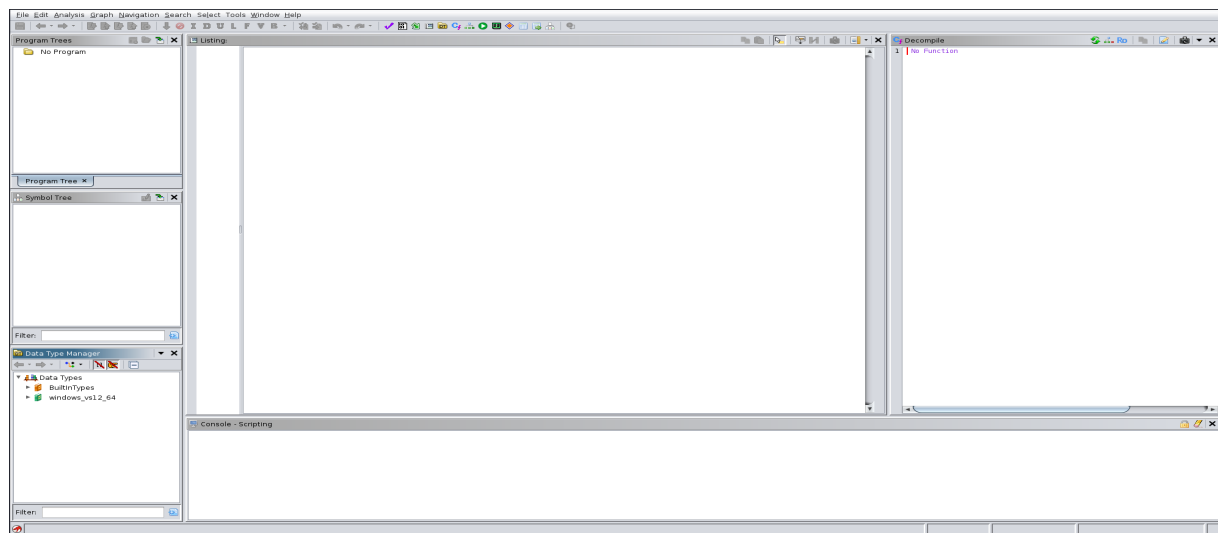 File Edit Analysis Graph Navigation Search Select Tools Window Help
I D U L F V B
Program Trees
No Program
Program Tree
Symbol Tree
Filter:
Data Type Manager
Data Types
BuiltInTypes
windows_vs12_64
Filter:
Listing:
Decompile
Ro
1 No Function
Console - Scripting